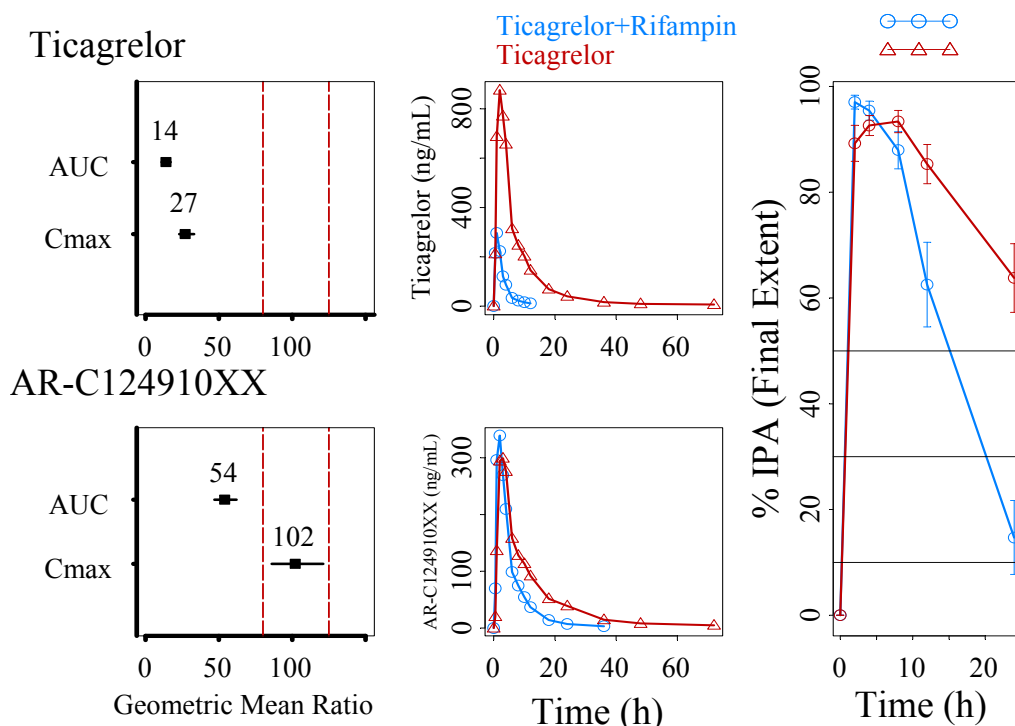 Ticagrelor
14
AUC
27
Cmax
0
50
100
AR-C124910XX
54
AUC
102
Cmax
0
50
100
Geometric Mean Ratio
Ticagrelor+Rifampin
Ticagrelor
Ticagrelor (ng/mL)
800
400
0
0
20
40
60
AR-C124910XX (ng/mL)
300
100
0
0
20
40
60
Time (h)
% IPA (Final Extent)
100
80
60
40
20
0
0
10
20
Time (h)